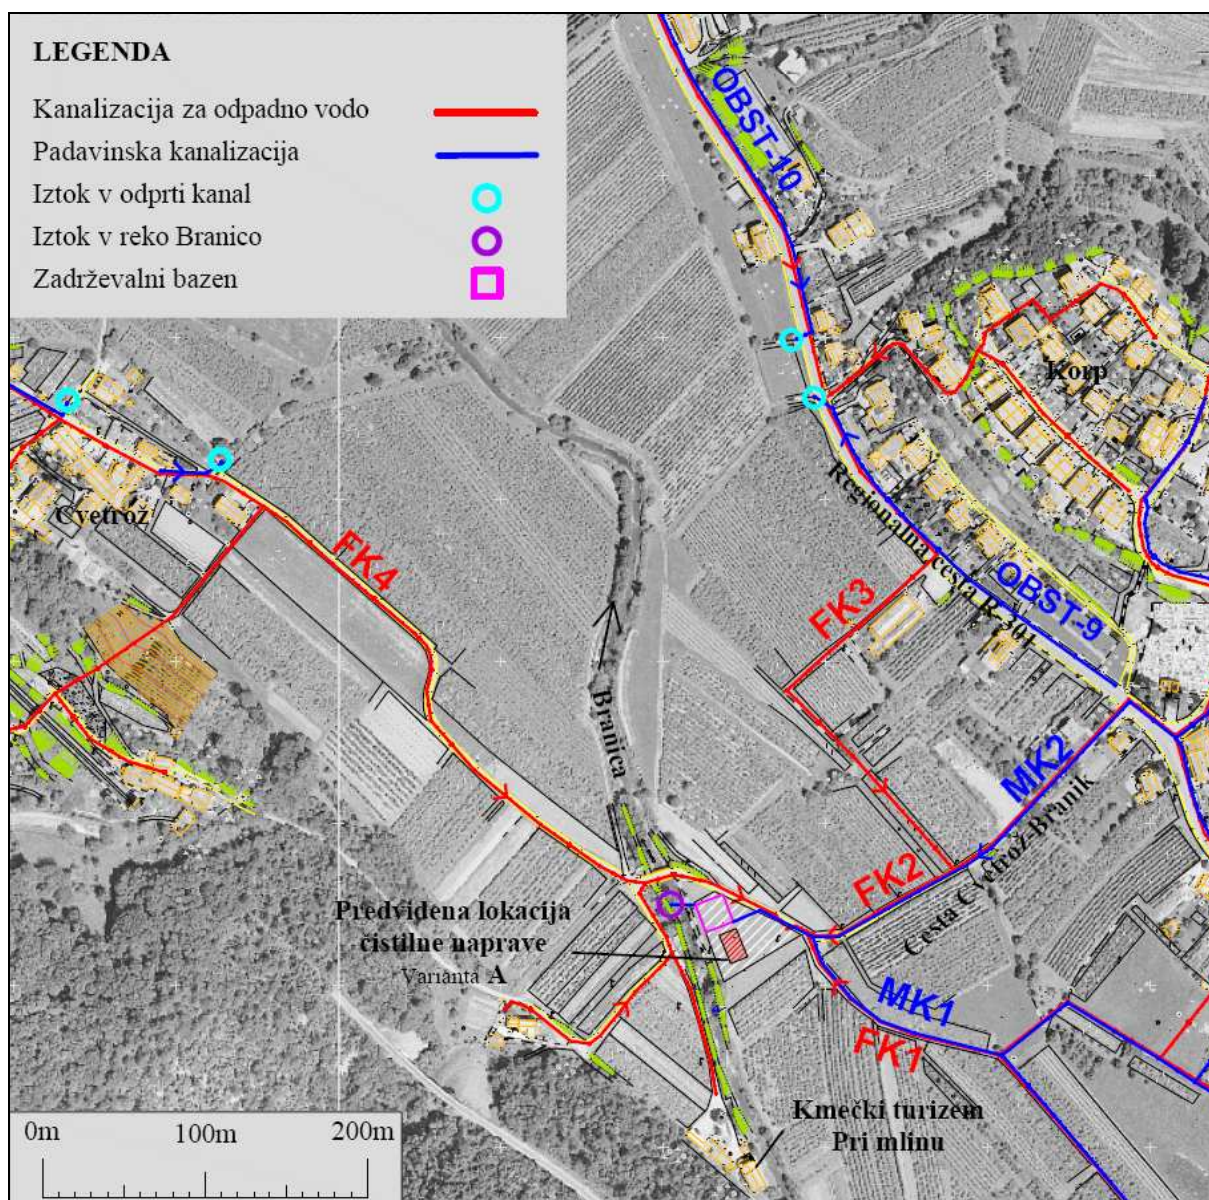 LEGENDA
Kanalizacija za odpadno vodo
Padavinska kanalizacija
Iztok v odprti kanal
Iztok v reko Branico
Zadrževalni bazen
OBST-10
Korp
Cvetrož
FK4
Regionalna cesta R 301
FK3
OBST-9
Branica
MK2
FK2
Cesta Cvetrož-Branik
Predvidena lokacija
čistilne naprave
Varianta A
MK1
FK1
Kmečki turizem
Pri mlinu
0m 100m 200m